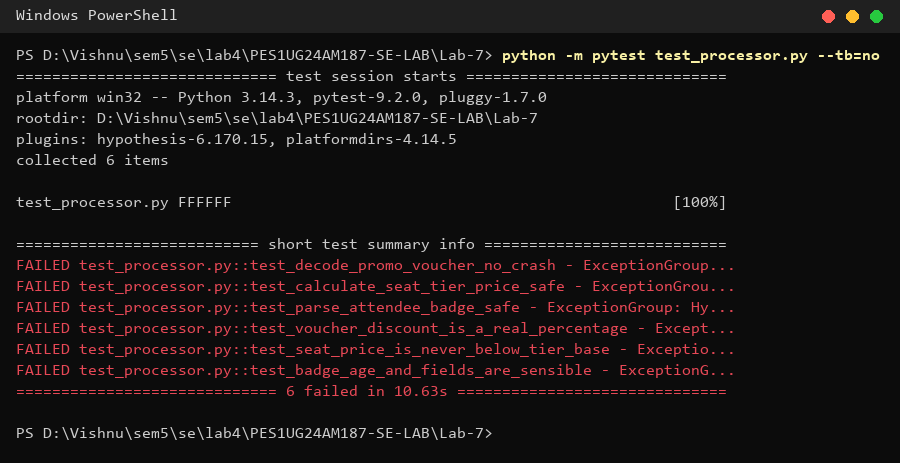 Windows PowerShell
PS D:\Vishnu\sem5\se\lab4\PES1UG24AM187-SE-LAB\Lab-7> python -m pytest test_processor.py --tb=no
============================= test session starts =============================
platform win32 -- Python 3.14.3, pytest-9.2.0, pluggy-1.7.0
rootdir: D:\Vishnu\sem5\se\lab4\PES1UG24AM187-SE-LAB\Lab-7
plugins: hypothesis-6.170.15, platformdirs-4.14.5
collected 6 items
test_processor.py FFFFFF [100%]
=========================== short test summary info ===========================
FAILED test_processor.py::test_decode_promo_voucher_no_crash - ExceptionGroup...
FAILED test_processor.py::test_calculate_seat_tier_price_safe - ExceptionGrou...
FAILED test_processor.py::test_parse_attendee_badge_safe - ExceptionGroup: Hy...
FAILED test_processor.py::test_voucher_discount_is_a_real_percentage - Except...
FAILED test_processor.py::test_seat_price_is_never_below_tier_base - Exceptio...
FAILED test_processor.py::test_badge_age_and_fields_are_sensible - ExceptionG...
============================= 6 failed in 10.63s ==============================
PS D:\Vishnu\sem5\se\lab4\PES1UG24AM187-SE-LAB\Lab-7>